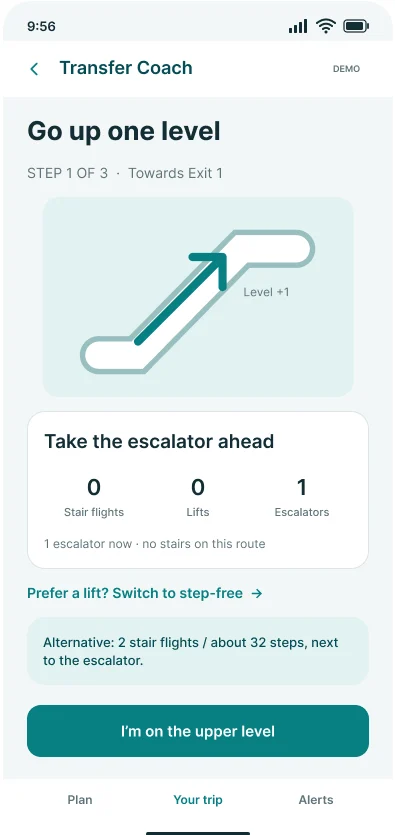 9:56
Transfer Coach
DEMO
Go up one level
STEP 1 OF 3 · Towards Exit 1
Level +1
Take the escalator ahead
0 0 1
Stair flights Lifts Escalators
1 escalator now · no stairs on this route
Prefer a lift? Switch to step-free →
Alternative: 2 stair flights / about 32 steps, next
to the escalator.
I’m on the upper level
Plan Your trip Alerts